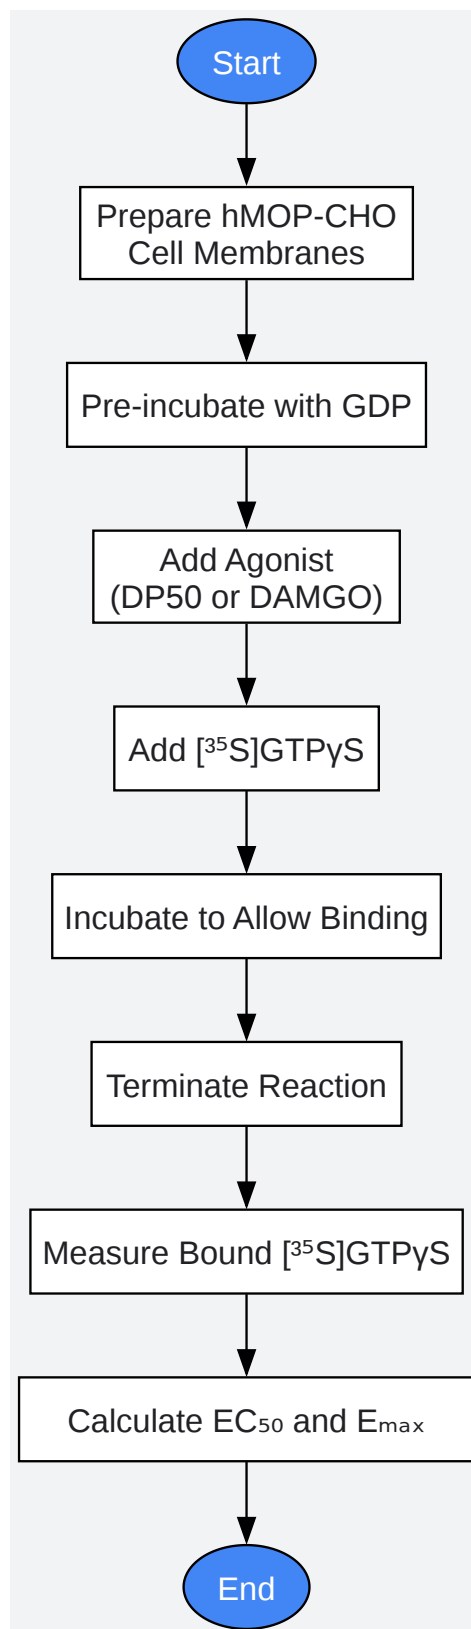 Start
Prepare hMOP-CHO
Cell Membranes
Pre-incubate with GDP
Add Agonist
(DP50 or DAMGO)
Add [³⁵S]GTPγS
Incubate to Allow Binding
Terminate Reaction
Measure Bound [³⁵S]GTPγS
Calculate EC₅₀ and Eₘₐₓ
End